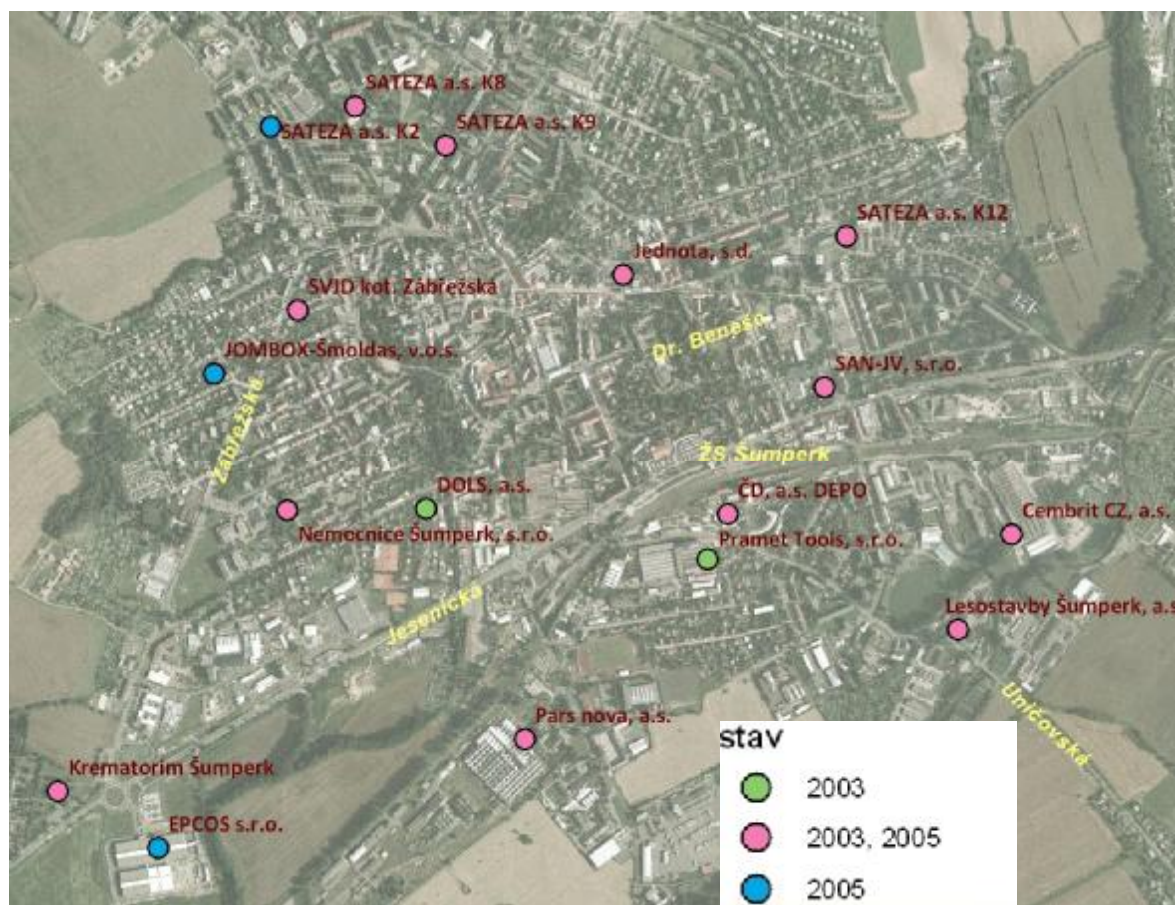 SATEZA a.s. K8
SATEZA a.s. K2
SATEZA a.s. K9
SATEZA a.s. K12
Jednota, s.d.
SVID kot. Zábřežská
Dr. Beneše
JOMBOX-Šmoldas, v.o.s.
SAN-JV, s.r.o.
Zábřežská
ŽS Šumperk
DOLS, a.s.
ČD, a.s. DEPO
Nemocnice Šumperk, s.r.o.
Pramet Tools, s.r.o.
Cembrit CZ, a.s.
Jesenická
Lesostavby Šumperk, a.s
Uničovská
Pars nova, a.s.
Krematorim Šumperk
EPCOS s.r.o.
stav
2003
2003, 2005
2005